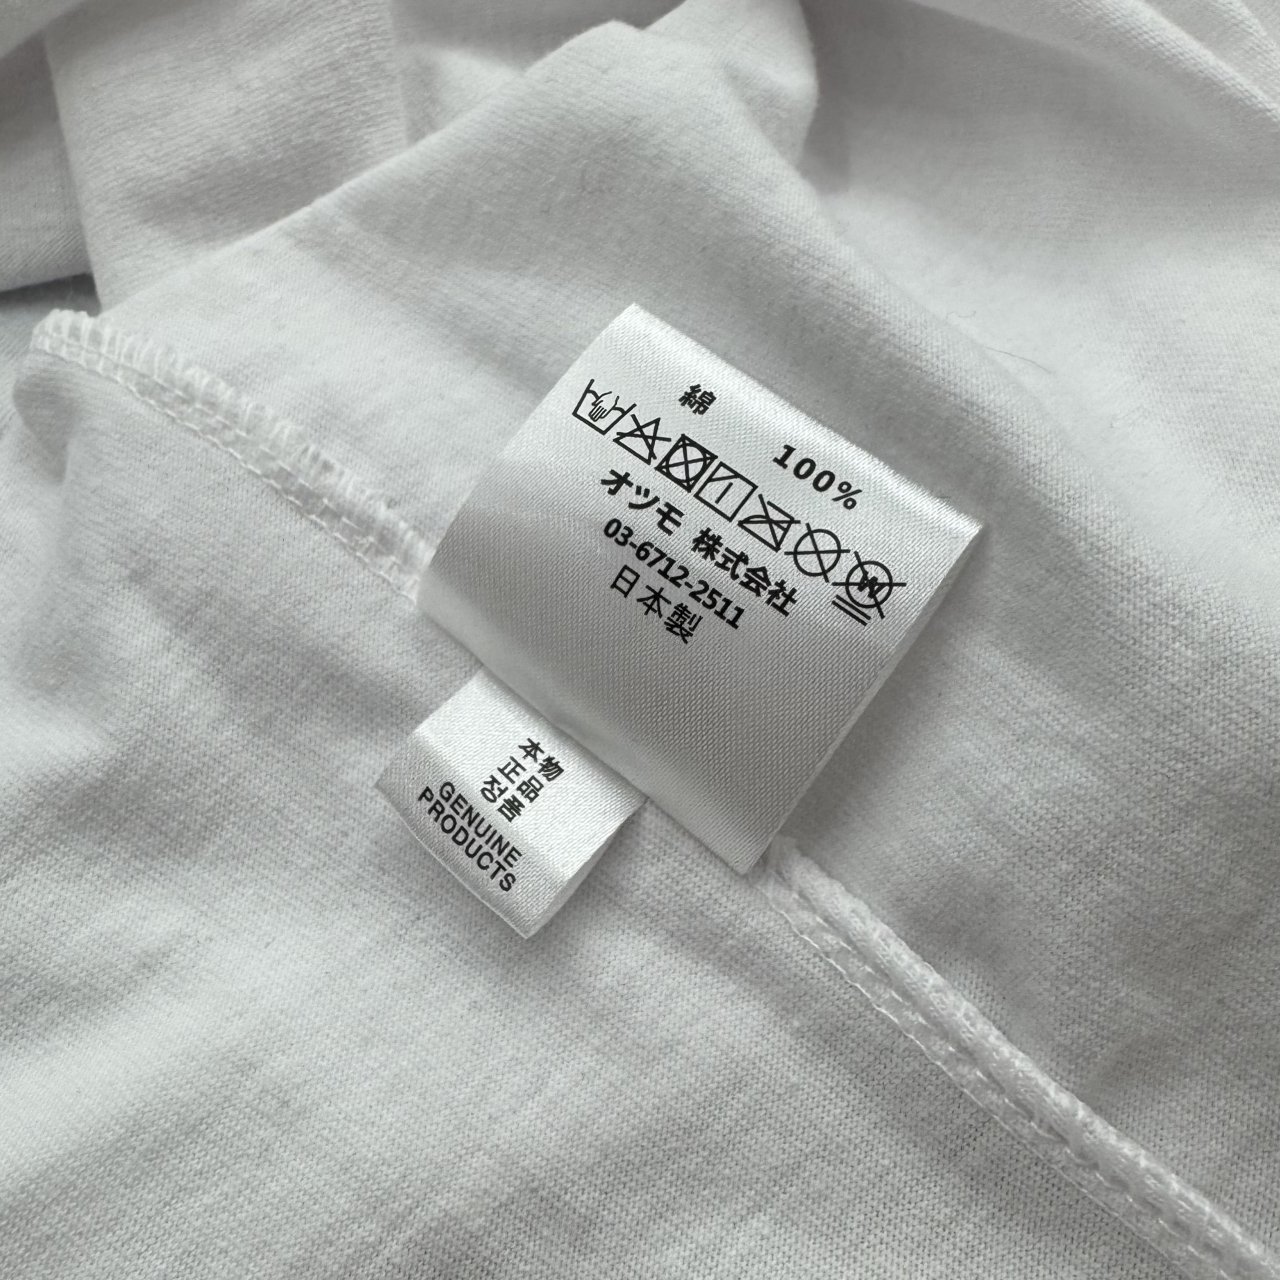 綿 100%
オツモ 株式会社
03-6712-2511
日本製
本物
正品
정품
GENUINE
PRODUCTS